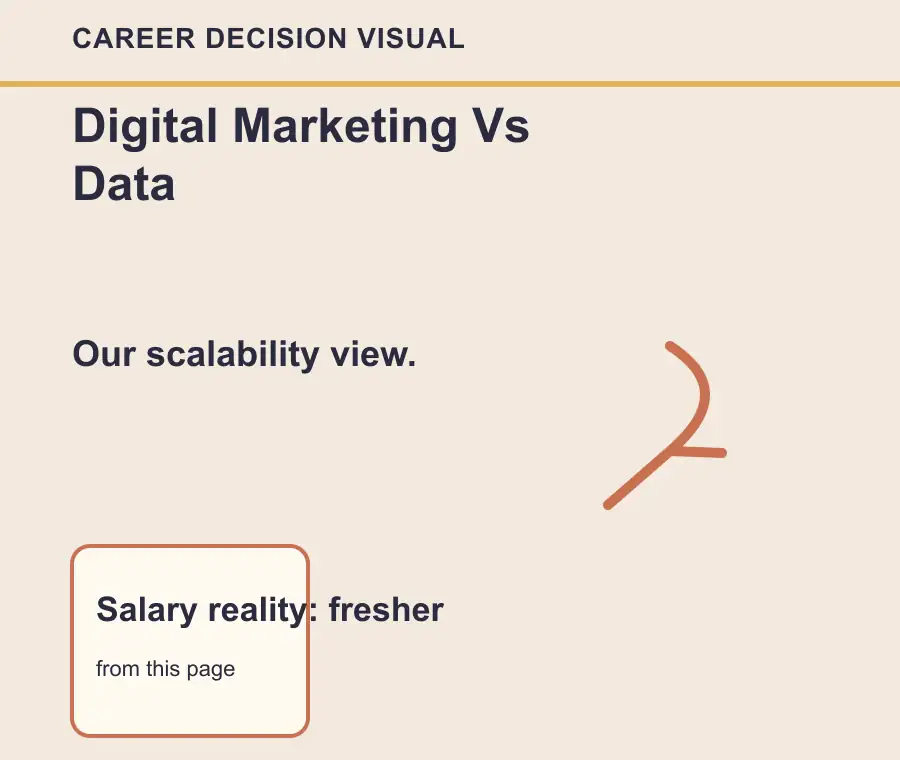 CAREER DECISION VISUAL
Digital Marketing Vs
Data
Our scalability view.
Salary reality: fresher
from this page